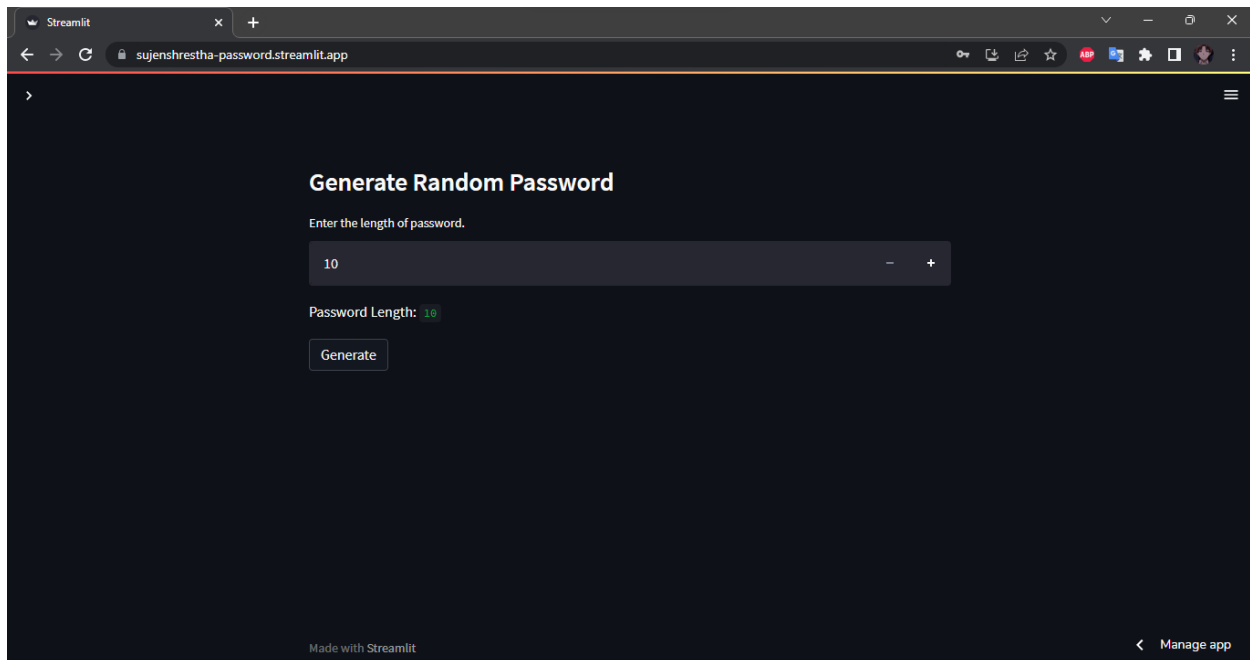 Streamlit
sujenshrestha-password.streamlit.app
ABP
Generate Random Password
Enter the length of password.
10
Password Length: 10
Generate
Made with Streamlit
Manage app